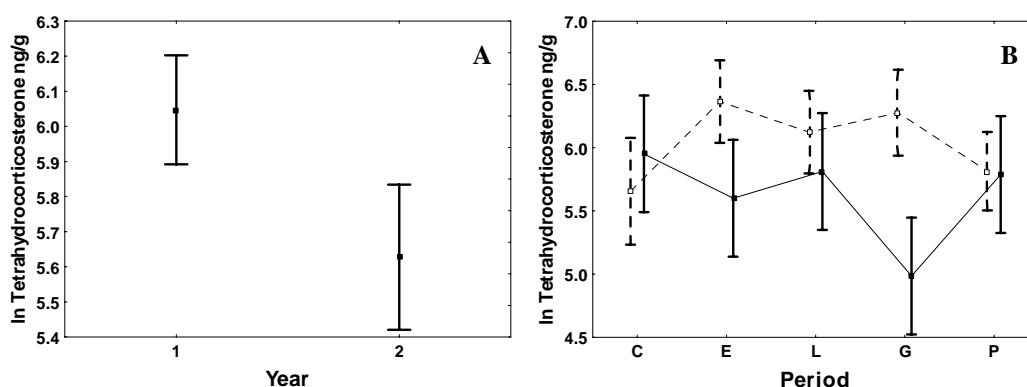 ln Tetrahydrocorticosterone ng/g
6.3
6.2
6.1
6.0
5.9
5.8
5.7
5.6
5.5
5.4
A
1 2
Year
ln Tetrahydrocorticosterone ng/g
7.0
6.5
6.0
5.5
5.0
4.5
B
C E L G P
Period